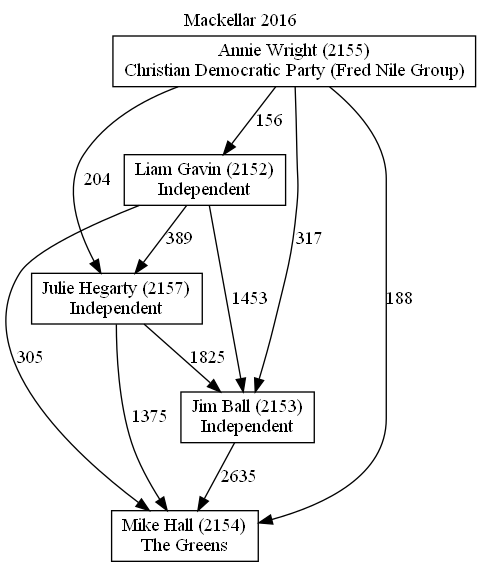 Mackellar 2016
Annie Wright (2155)
Christian Democratic Party (Fred Nile Group)
156
Liam Gavin (2152)
Independent
204
389
317
Julie Hegarty (2157)
Independent
1453
188
305
1825
Jim Ball (2153)
Independent
1375
2635
Mike Hall (2154)
The Greens